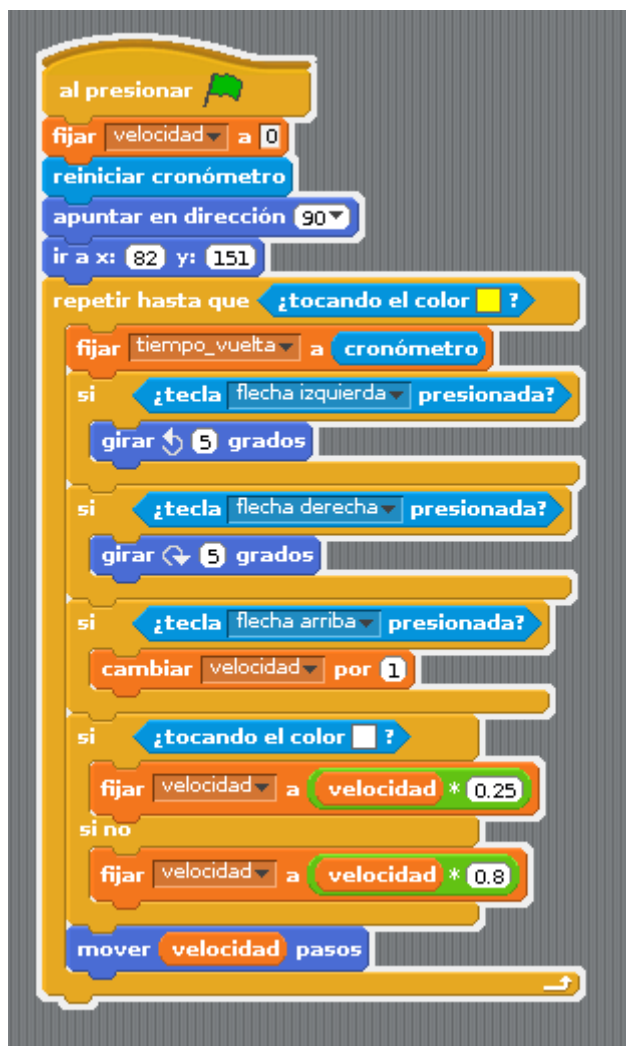 al presionar
fijar velocidad a 0
reiniciar cronómetro
apuntar en dirección 90
ir a x: 82 y: 151
repetir hasta que ¿tocando el color ?
fijar tiempo_vuelta a cronómetro
si ¿tecla flecha izquierda presionada?
girar 5 grados
si ¿tecla flecha derecha presionada?
girar 5 grados
si ¿tecla flecha arriba presionada?
cambiar velocidad por 1
si ¿tocando el color ?
fijar velocidad a velocidad * 0.25
si no
fijar velocidad a velocidad * 0.8
mover velocidad pasos